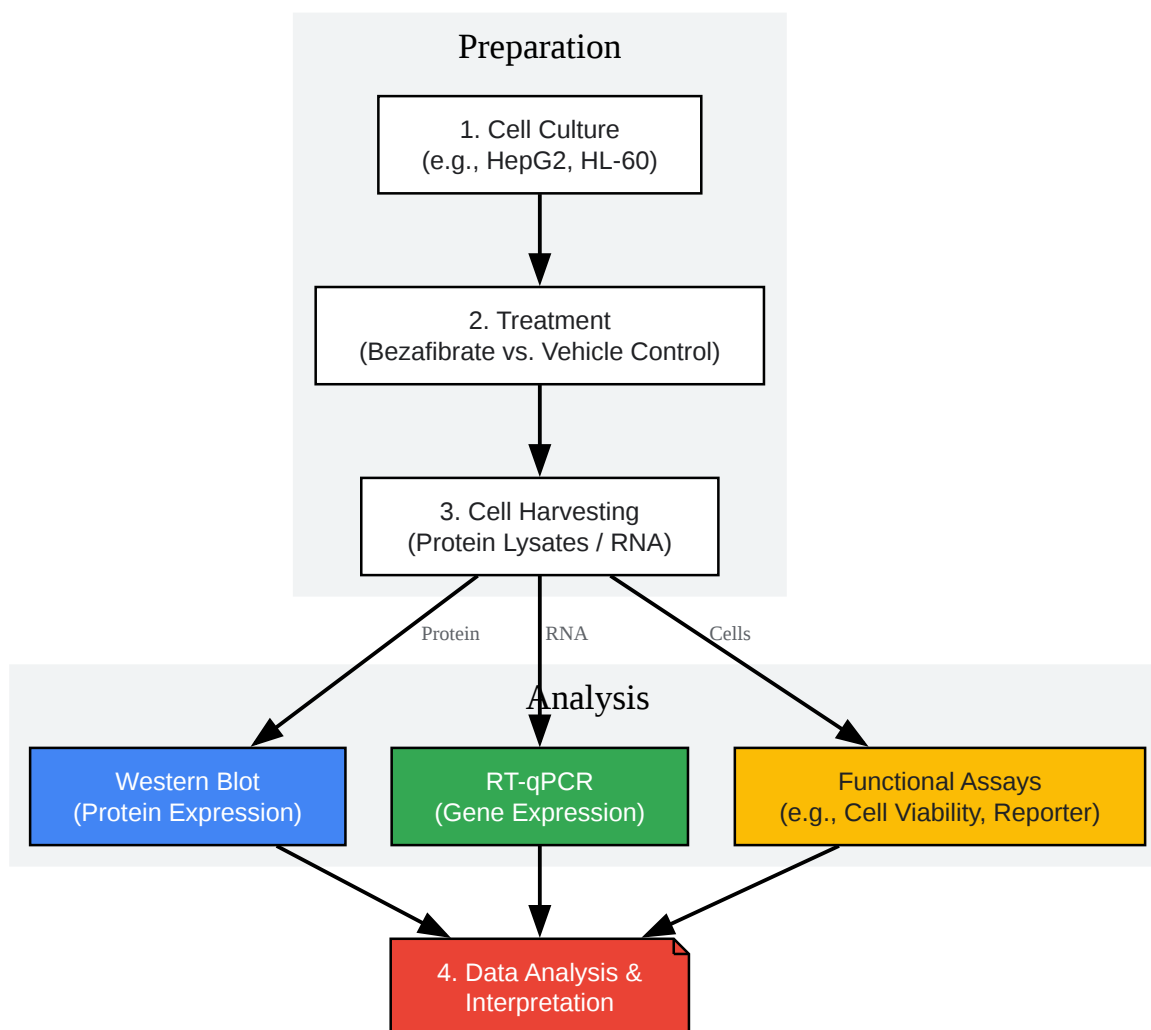 Preparation
1. Cell Culture
(e.g., HepG2, HL-60)
2. Treatment
(Bezafibrate vs. Vehicle Control)
3. Cell Harvesting
(Protein Lysates / RNA)
Protein
RNA
Cells
Analysis
Western Blot
(Protein Expression)
RT-qPCR
(Gene Expression)
Functional Assays
(e.g., Cell Viability, Reporter)
4. Data Analysis &
Interpretation